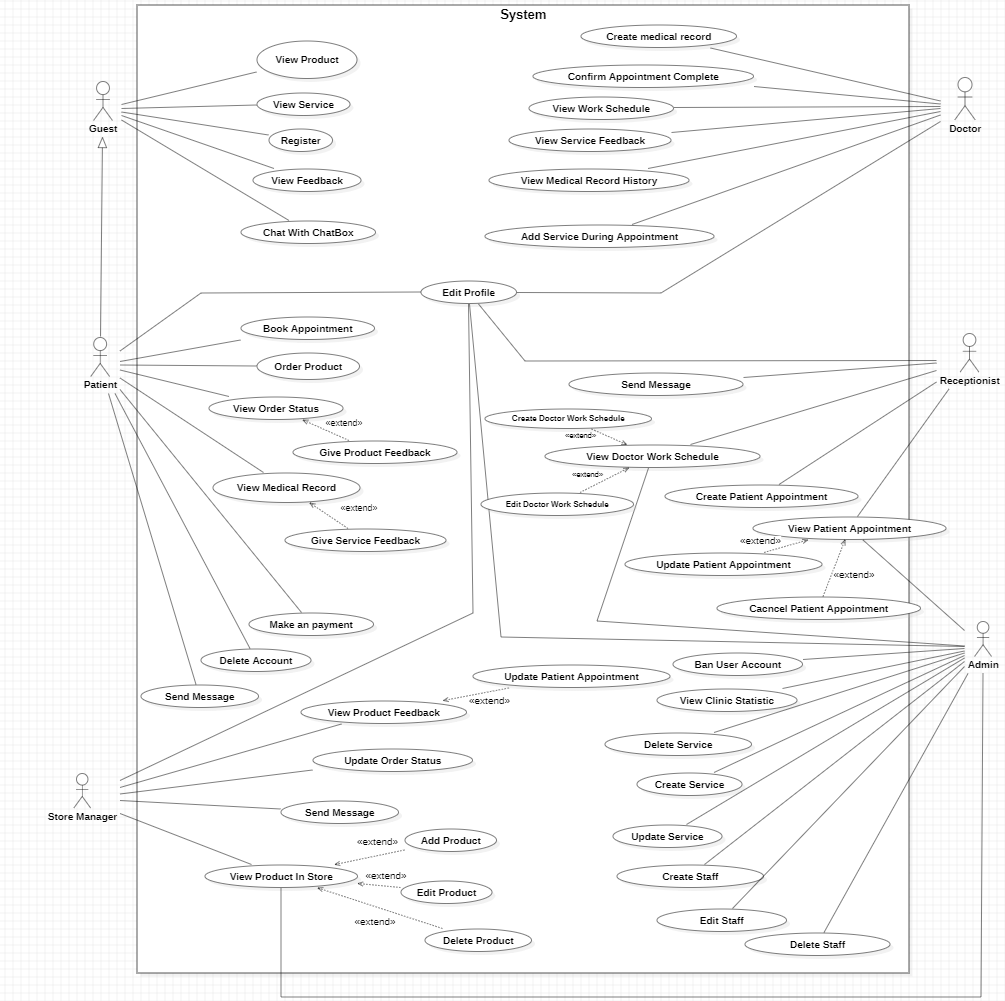 System
Create medical record
View Product
Confirm Appointment Complete
View Service
View Work Schedule
Guest
Doctor
Register
View Service Feedback
View Feedback
View Medical Record History
Chat With ChatBox
Add Service During Appointment
Edit Profile
Book Appointment
Order Product
Patient
Send Message
Receptionist
View Order Status
Create Doctor Work Schedule
«extend»
«extend»
Give Product Feedback
View Doctor Work Schedule
«extend»
View Medical Record
Create Patient Appointment
Edit Doctor Work Schedule
«extend»
View Patient Appointment
Give Service Feedback
«extend»
Update Patient Appointment
«extend»
Cacncel Patient Appointment
Make an payment
Delete Account
Ban User Account
Admin
Update Patient Appointment
Send Message
«extend»
View Clinic Statistic
View Product Feedback
Delete Service
Update Order Status
Create Service
Send Message
Store Manager
Update Service
«extend»
Add Product
View Product In Store
«extend»
Create Staff
Edit Product
«extend»
Edit Staff
Delete Product
Delete Staff